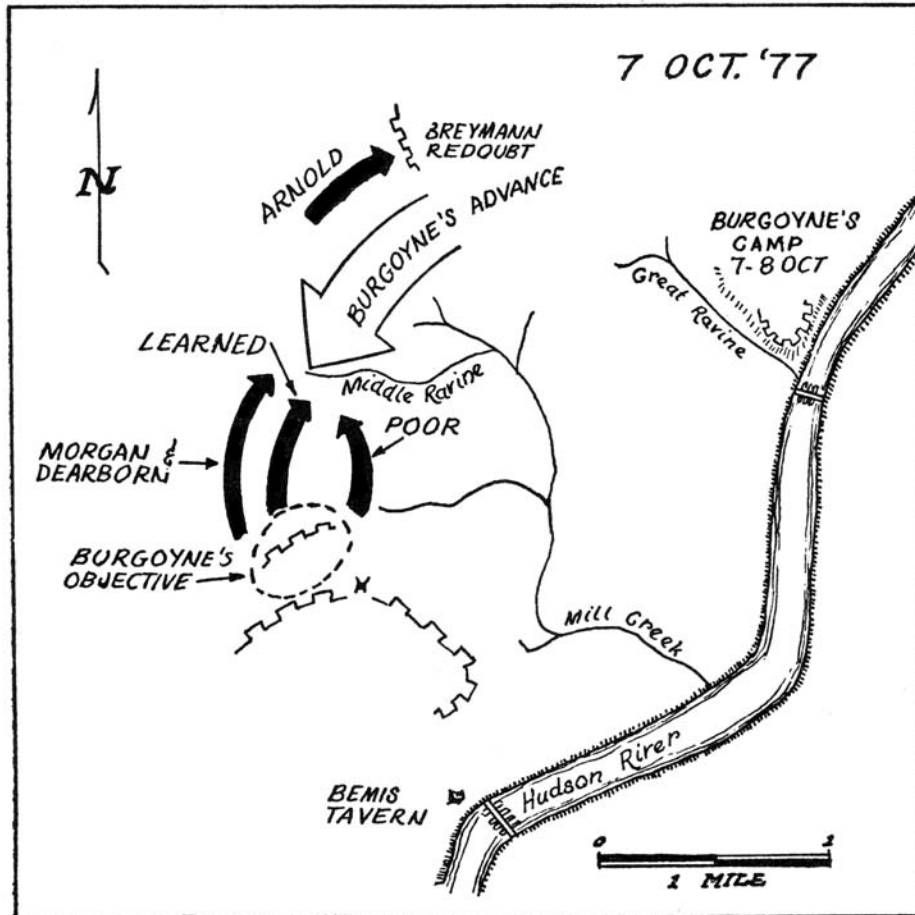 7 OCT. '77
N
BREYMANN
REDOUBT
ARNOLD
BURGOYNE'S ADVANCE
BURGOYNE'S
CAMP
7-8 OCT
Great Ravine
LEARNED
Middle Ravine
POOR
MORGAN &
DEARBORN
BURGOYNE'S
OBJECTIVE
Mill Creek
Hudson River
BEMIS
TAVERN
0 1
1 MILE